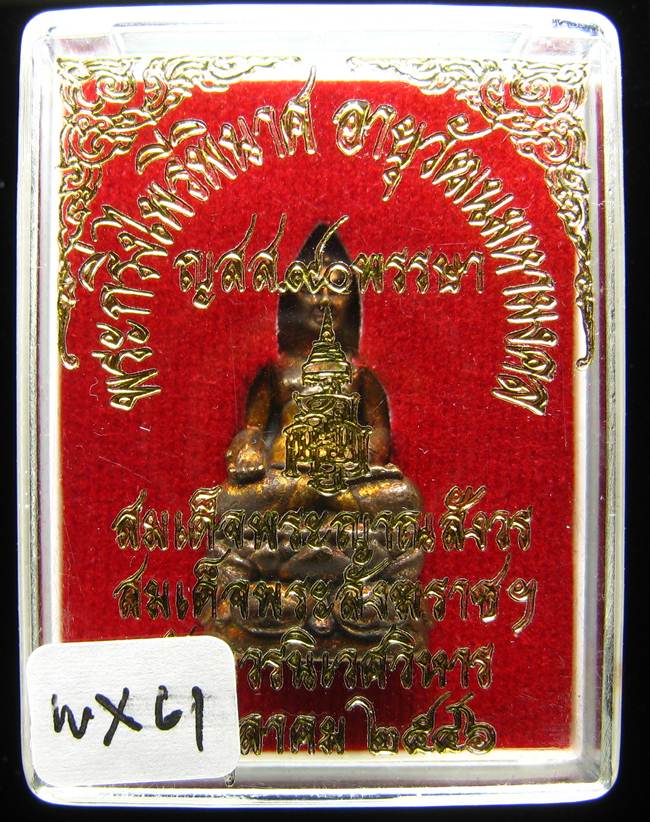 พระกริ่งไพรีพินาศ อายุวัฒนมหามงคล
ญสส.๙๐พรรษา
สมเด็จพระญาณสังวร
สมเด็จพระสังฆราชฯ
วรนิเวศวิหาร
ลาคม ๒๕๔๖